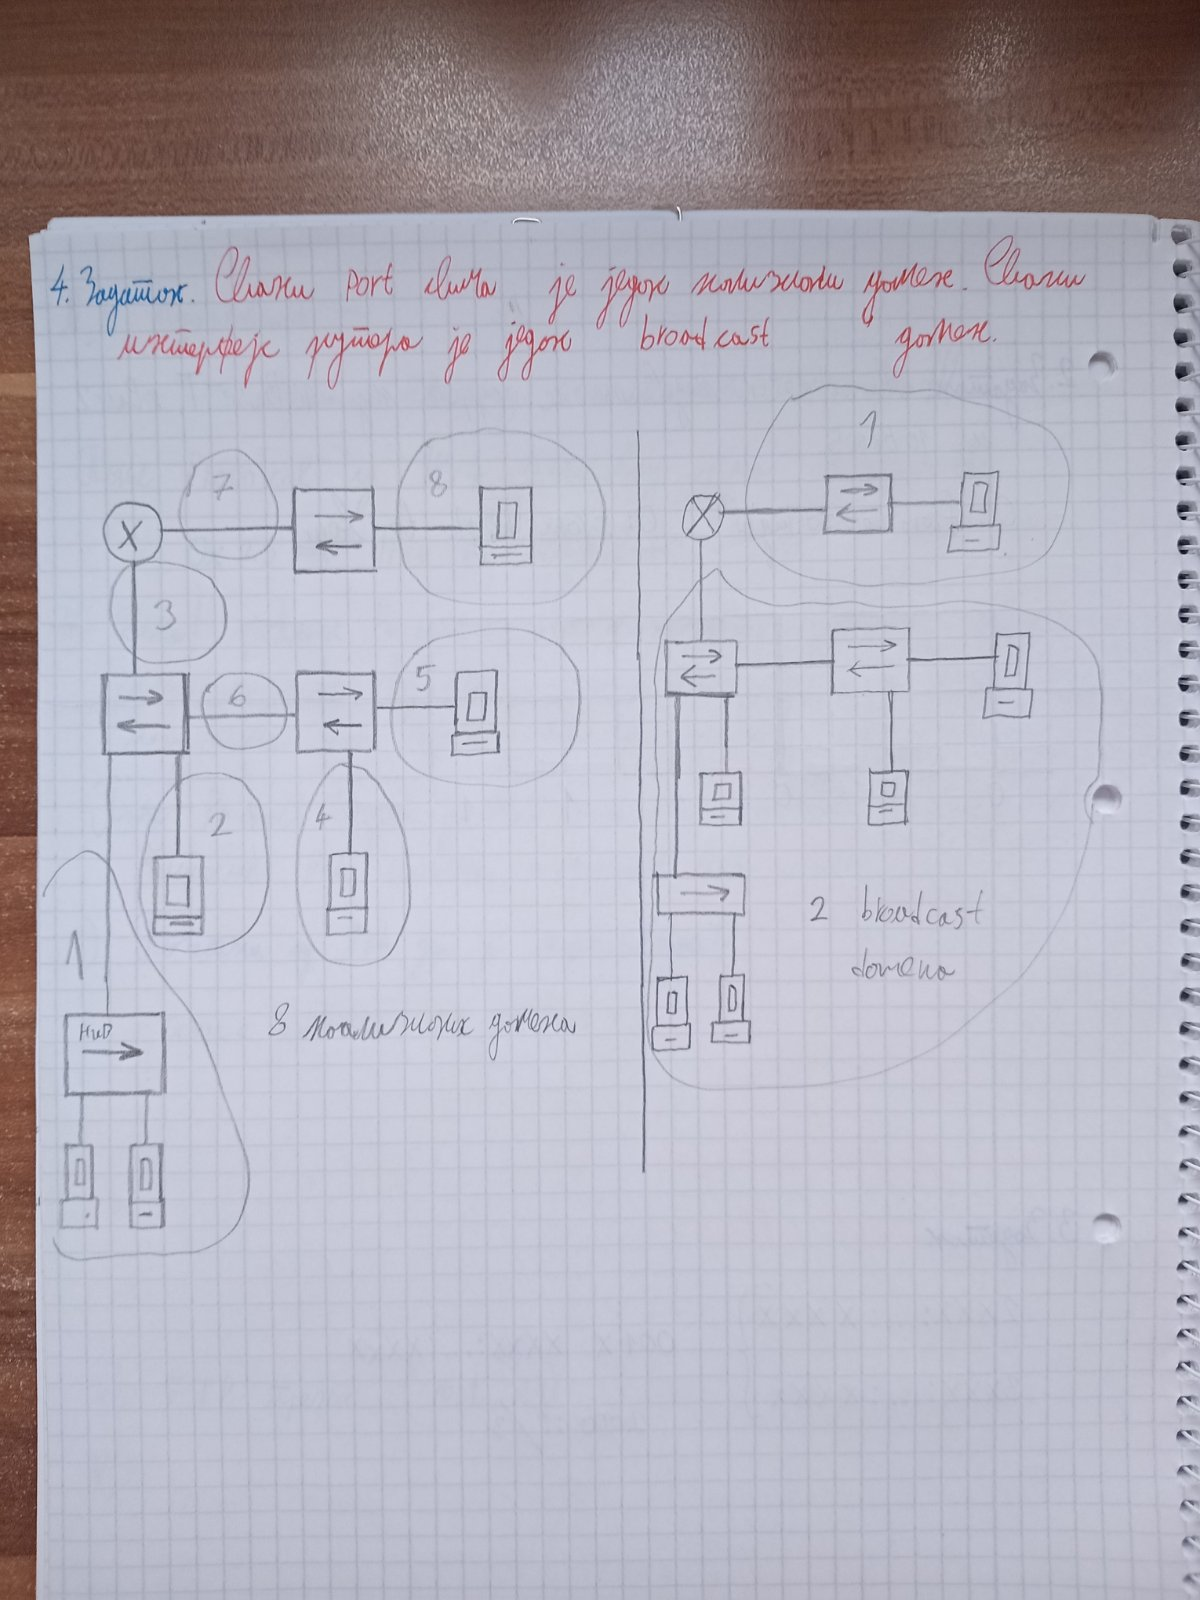 4. Задатак. Сваки port свича је један колизиони домен. Сваки
интерфејс рутера је један broadcast домен.
1
7
8
X
X
3
6
5
2
4
1
2 broadcast
domena
HUB
8 колизионих домена